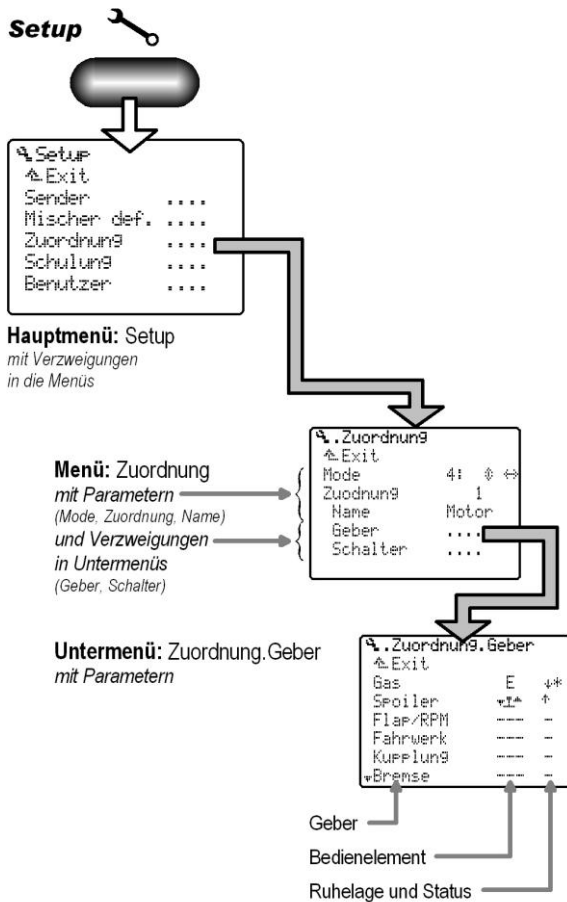 Setup
Setup
Exit
Sender ....
Mischer def. ....
Zuordnung ....
Schulung ....
Benutzer ....
Hauptmenü: Setup
mit Verzweigungen
in die Menüs
..Zuordnung
Exit
Mode 4: ⇕ ↔
Zuodnung 1
Name Motor
Geber ....
Schalter ....
Menü: Zuordnung
mit Parametern
(Mode, Zuordnung, Name)
und Verzweigungen
in Untermenüs
(Geber, Schalter)
..Zuordnung.Geber
Exit
Gas E ↓*
Spoiler ↑
Flap/RPM --- -
Fahrwerk --- -
Kupplung --- -
Bremse --- -
Untermenü: Zuordnung.Geber
mit Parametern
Geber
Bedienelement
Ruhelage und Status